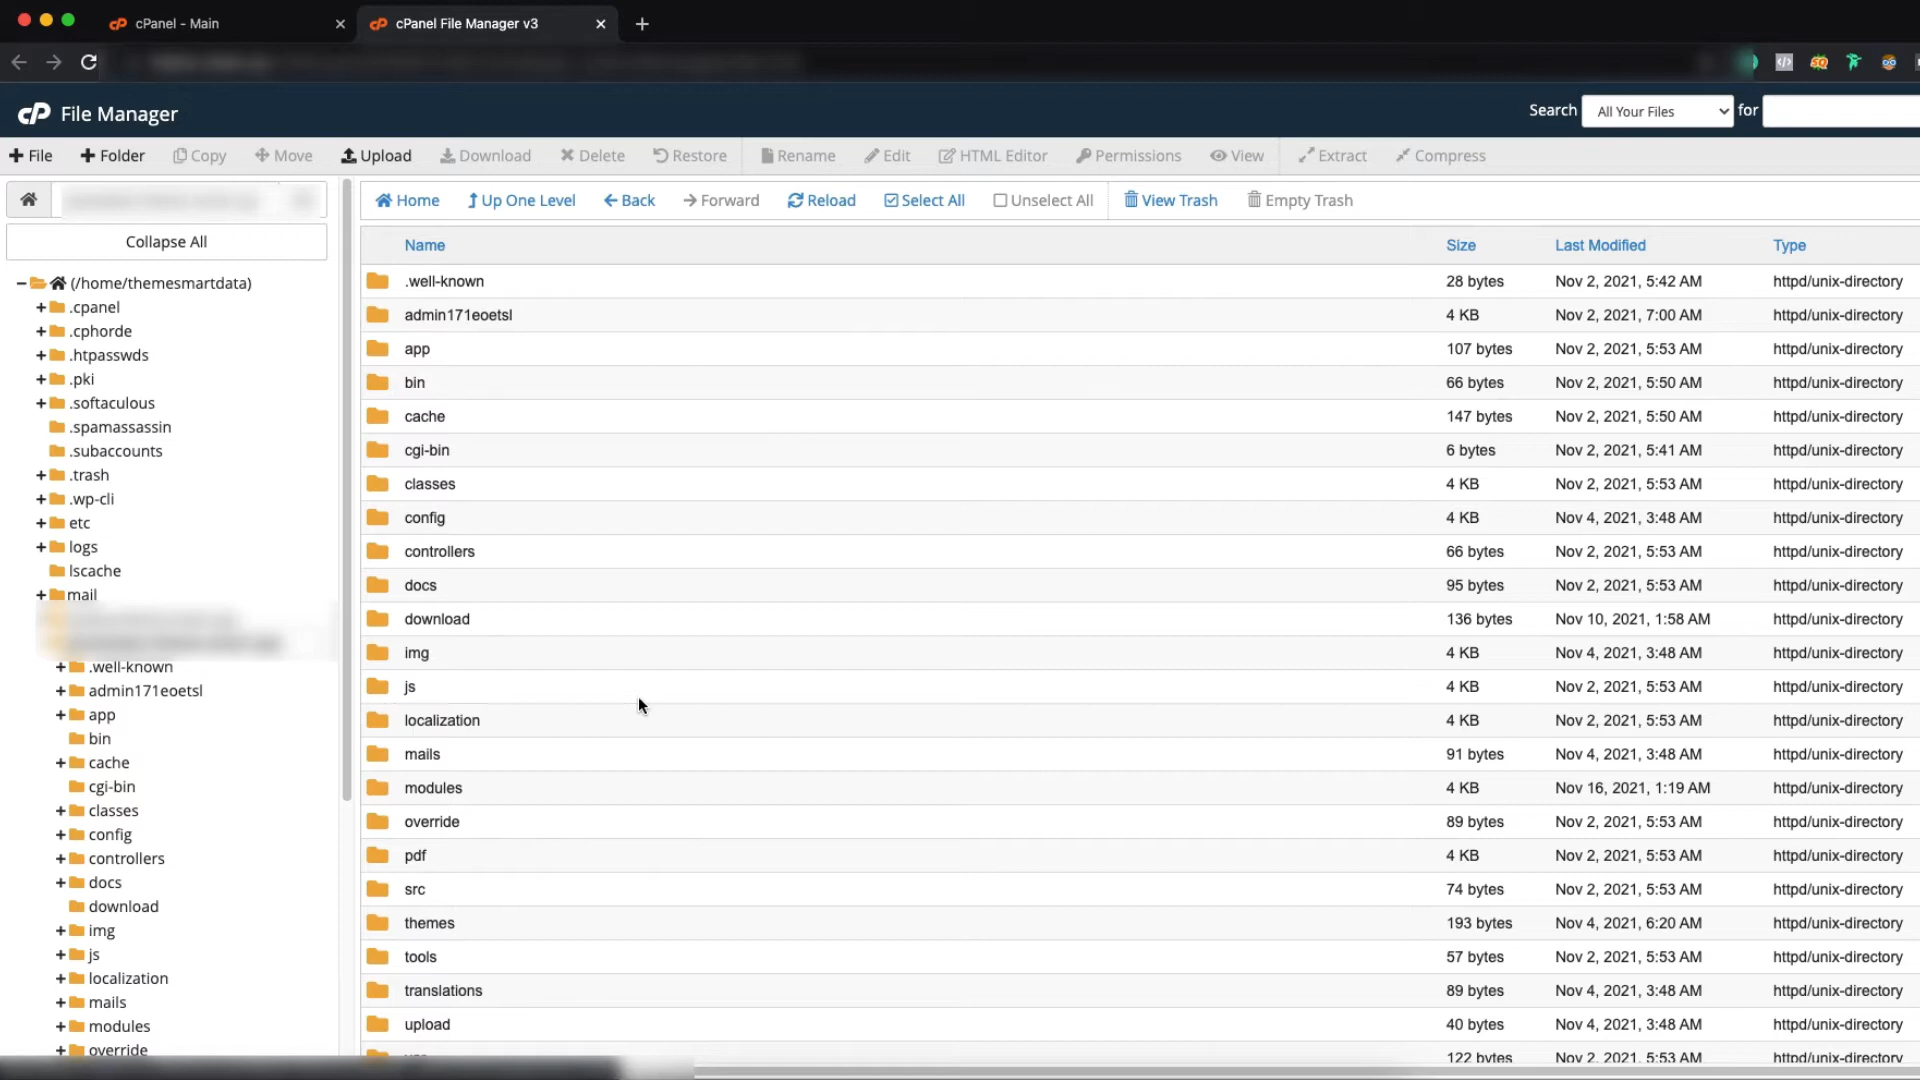 cPanel - Main
cPanel File Manager v3
File Manager
Search All Your Files for
File Folder Copy Move Upload Download Delete Restore Rename Edit HTML Editor Permissions View Extract Compress
Home Up One Level Back Forward Reload Select All Unselect All View Trash Empty Trash
Collapse All
(/home/themesmartdata)
.cpanel
.cphorde
.htpasswds
.pki
.softaculous
.spamassassin
.subaccounts
.trash
.wp-cli
etc
logs
lscache
mail
.well-known
admin171eoetsl
app
bin
cache
cgi-bin
classes
config
controllers
docs
download
img
js
localization
mails
modules
override
Name Size Last Modified Type
.well-known 28 bytes Nov 2, 2021, 5:42 AM httpd/unix-directory
admin171eoetsl 4 KB Nov 2, 2021, 7:00 AM httpd/unix-directory
app 107 bytes Nov 2, 2021, 5:53 AM httpd/unix-directory
bin 66 bytes Nov 2, 2021, 5:50 AM httpd/unix-directory
cache 147 bytes Nov 2, 2021, 5:50 AM httpd/unix-directory
cgi-bin 6 bytes Nov 2, 2021, 5:41 AM httpd/unix-directory
classes 4 KB Nov 2, 2021, 5:53 AM httpd/unix-directory
config 4 KB Nov 4, 2021, 3:48 AM httpd/unix-directory
controllers 66 bytes Nov 2, 2021, 5:53 AM httpd/unix-directory
docs 95 bytes Nov 2, 2021, 5:53 AM httpd/unix-directory
download 136 bytes Nov 10, 2021, 1:58 AM httpd/unix-directory
img 4 KB Nov 4, 2021, 3:48 AM httpd/unix-directory
js 4 KB Nov 2, 2021, 5:53 AM httpd/unix-directory
localization 4 KB Nov 2, 2021, 5:53 AM httpd/unix-directory
mails 91 bytes Nov 4, 2021, 3:48 AM httpd/unix-directory
modules 4 KB Nov 16, 2021, 1:19 AM httpd/unix-directory
override 89 bytes Nov 2, 2021, 5:53 AM httpd/unix-directory
pdf 4 KB Nov 2, 2021, 5:53 AM httpd/unix-directory
src 74 bytes Nov 2, 2021, 5:53 AM httpd/unix-directory
themes 193 bytes Nov 4, 2021, 6:20 AM httpd/unix-directory
tools 57 bytes Nov 2, 2021, 5:53 AM httpd/unix-directory
translations 89 bytes Nov 4, 2021, 3:48 AM httpd/unix-directory
upload 40 bytes Nov 4, 2021, 3:48 AM httpd/unix-directory
122 bytes Nov 2, 2021, 5:53 AM httpd/unix-directory